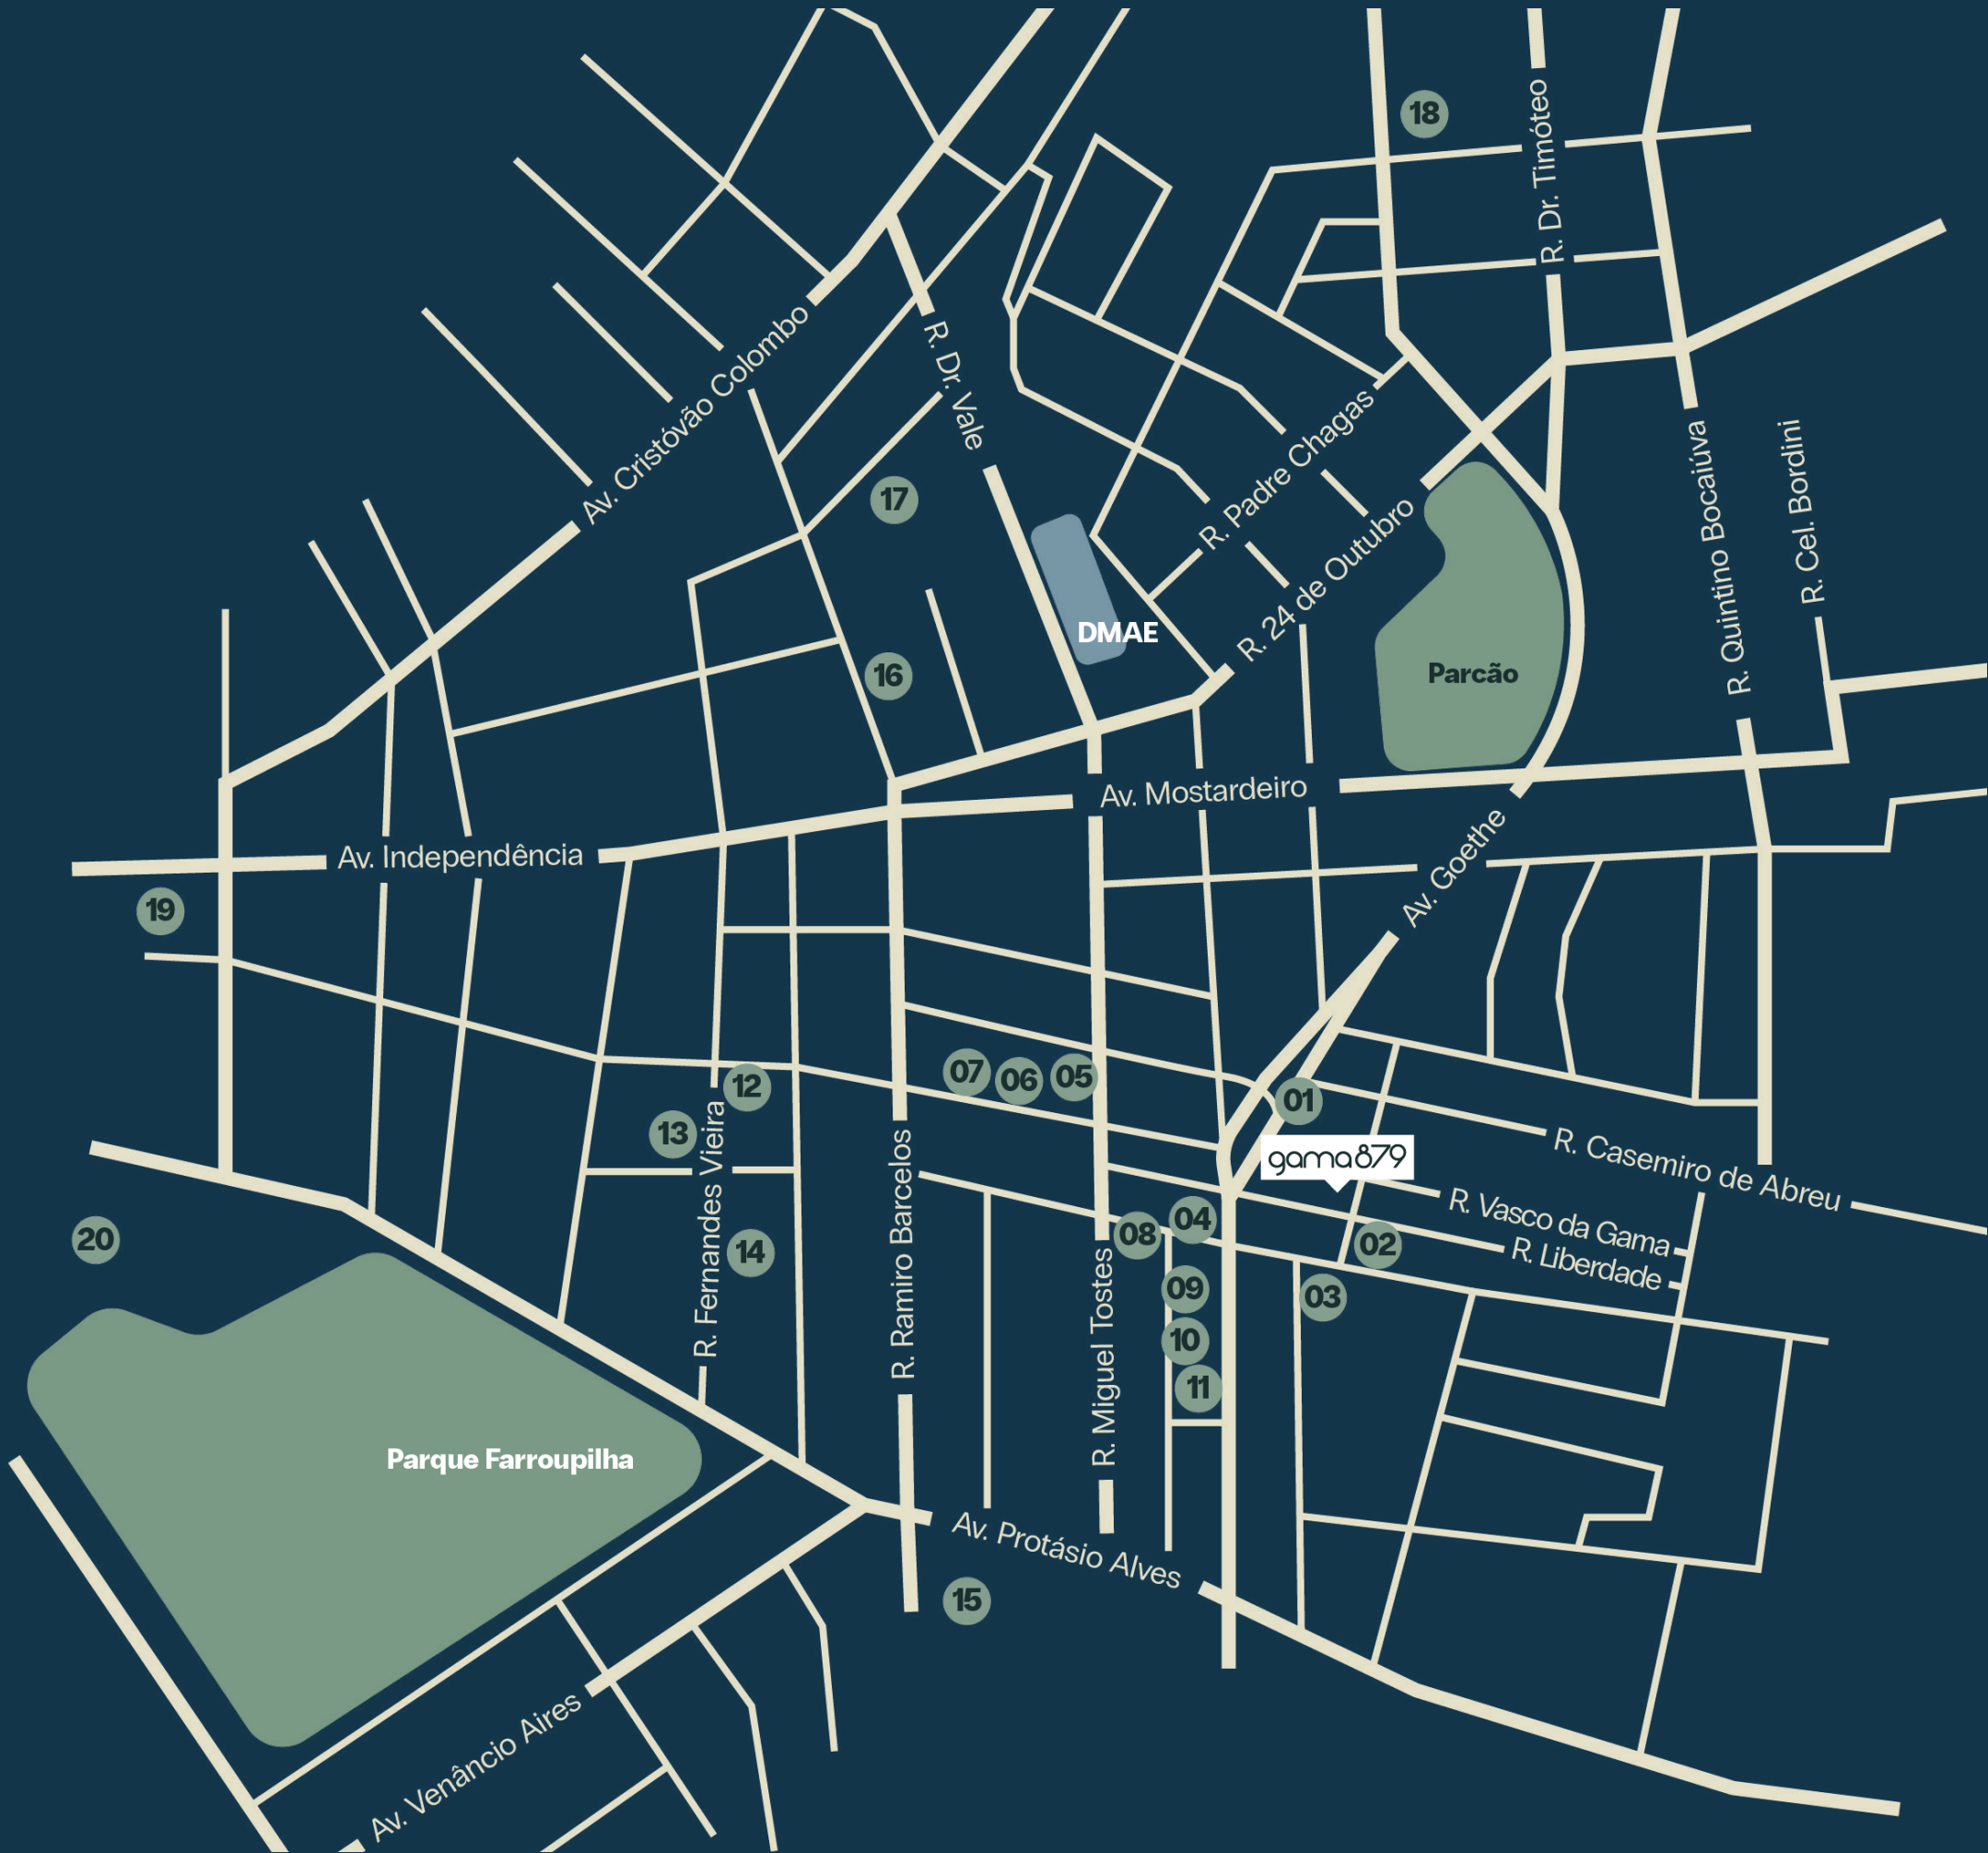 18
R. Dr. Timóteo
Av. Cristóvão Colombo
R. Dr. Vale
R. Padre Chagas
17
R. 24 de Outubro
R. Quintino Bocaiúva
R. Cel. Bordini
DMAE
16
Parcão
Av. Mostardeiro
Av. Independência
Av. Goethe
19
07
06
05
12
01
13
R. Fernandes Vieira
R. Ramiro Barcelos
gama879
R. Casemiro de Abreu
R. Vasco da Gama
R. Liberdade
20
14
08
04
02
09
03
10
11
R. Miguel Tostes
Parque Farroupilha
Av. Protásio Alves
15
Av. Venâncio Aires